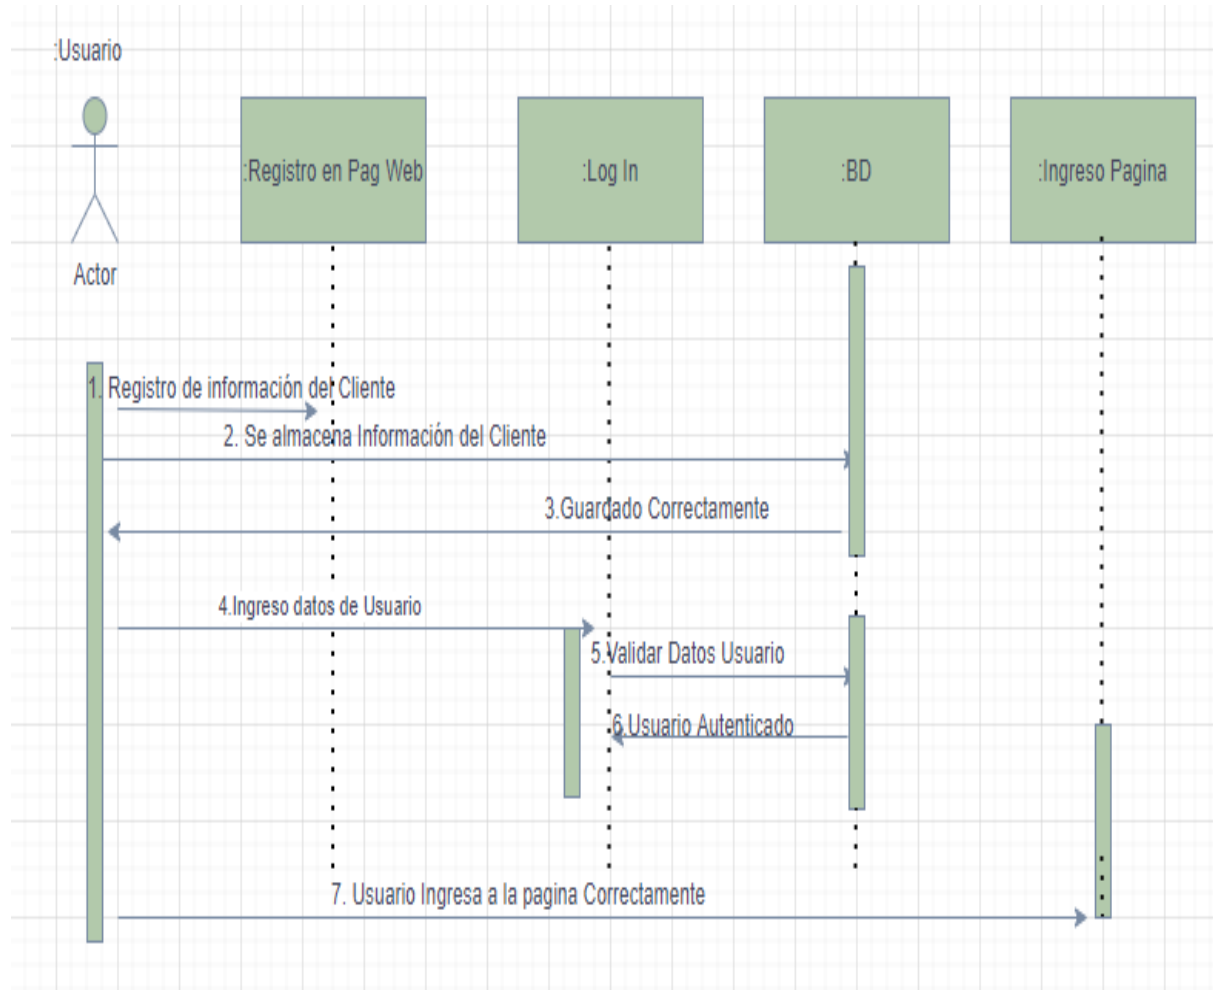 :Usuario
:Registro en Pag Web
:Log In
:BD
:Ingreso Pagina
Actor
1. Registro de información del Cliente
2. Se almacena Información del Cliente
3.Guardado Correctamente
4.Ingreso datos de Usuario
5.Validar Datos Usuario
6.Usuario Autenticado
7. Usuario Ingresa a la pagina Correctamente